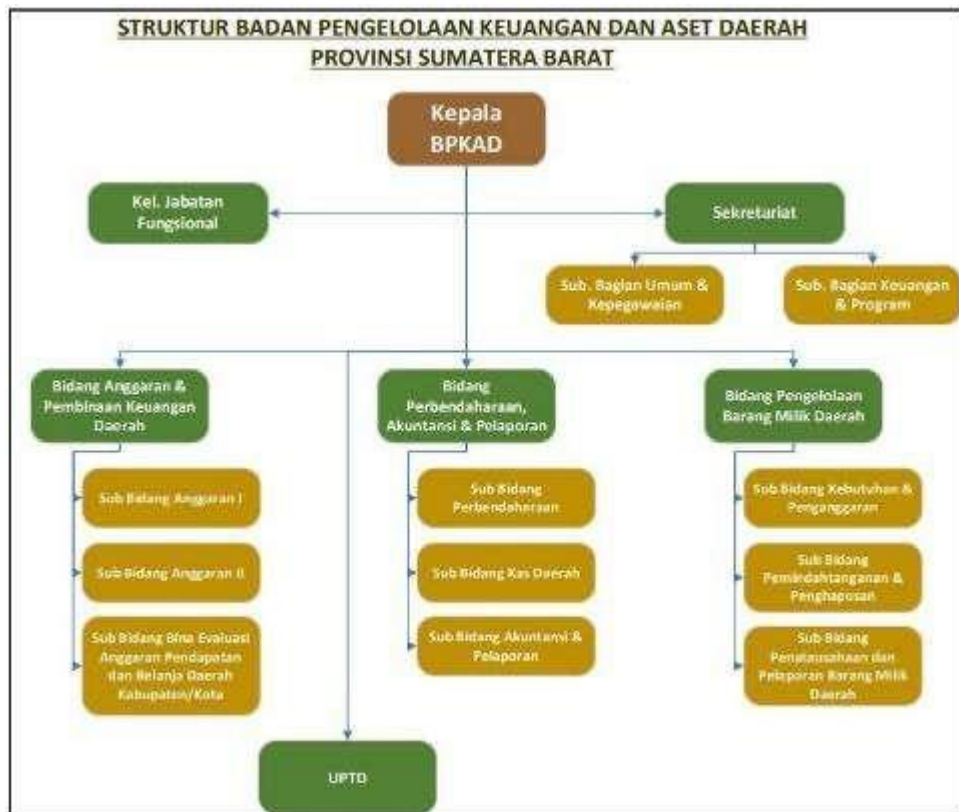 STRUKTUR BADAN PENGELOLAAN KEUANGAN DAN ASET DAERAH
PROVINSI SUMATERA BARAT
Kepala
BPKAD
Kel. Jabatan
Fungsional
Sekretariat
Sub. Bagian Umum &
Kepegawaian
Sub. Bagian Keuangan
& Program
Bidang Anggaran &
Pembinaan Keuangan
Daerah
Bidang
Perbendaharaan,
Akuntansi & Pelaporan
Bidang Pengelolaan
Barang Milik Daerah
Sub Bidang Anggaran I
Sub Bidang Anggaran II
Sub Bidang Bina Evaluasi
Anggaran Pendapatan
dan Belanja Daerah
Kabupaten/Kota
Sub Bidang
Perbendaharaan
Sub Bidang Kas Daerah
Sub Bidang Akuntansi &
Pelaporan
Sub Bidang Kebutuhan &
Penganggaran
Sub Bidang
Pemindahtanganan &
Penghapusan
Sub Bidang
Penatausahaan dan
Pelaporan Barang Milik
Daerah
UPTD